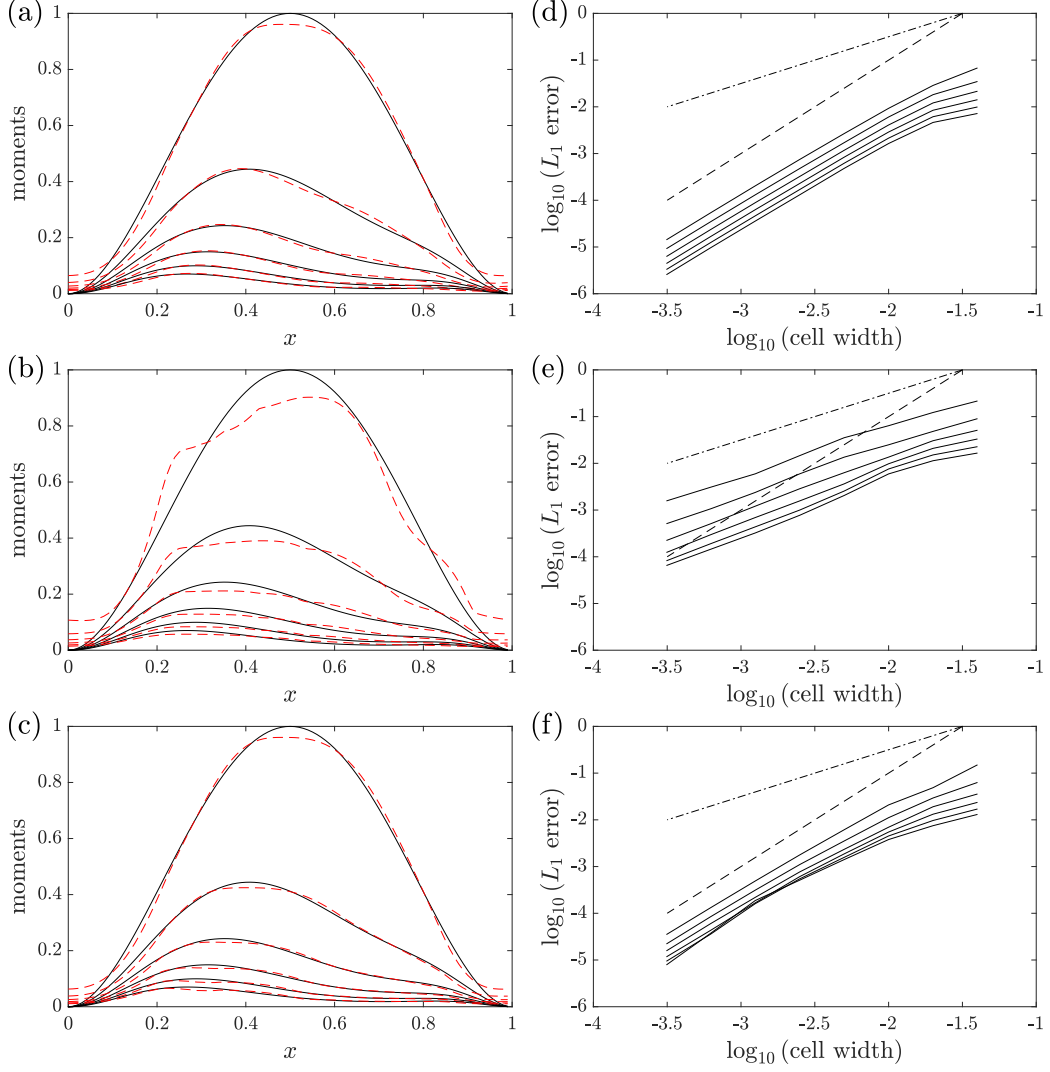 (a)
moments
1
0.8
0.6
0.4
0.2
0
0 0.2 0.4 0.6 0.8 1
x
(d)
log₁₀ (L₁ error)
0
-1
-2
-3
-4
-5
-6
-4 -3.5 -3 -2.5 -2 -1.5 -1
log₁₀ (cell width)
(b)
moments
1
0.8
0.6
0.4
0.2
0
0 0.2 0.4 0.6 0.8 1
x
(e)
log₁₀ (L₁ error)
0
-1
-2
-3
-4
-5
-6
-4 -3.5 -3 -2.5 -2 -1.5 -1
log₁₀ (cell width)
(c)
moments
1
0.8
0.6
0.4
0.2
0
0 0.2 0.4 0.6 0.8 1
x
(f)
log₁₀ (L₁ error)
0
-1
-2
-3
-4
-5
-6
-4 -3.5 -3 -2.5 -2 -1.5 -1
log₁₀ (cell width)